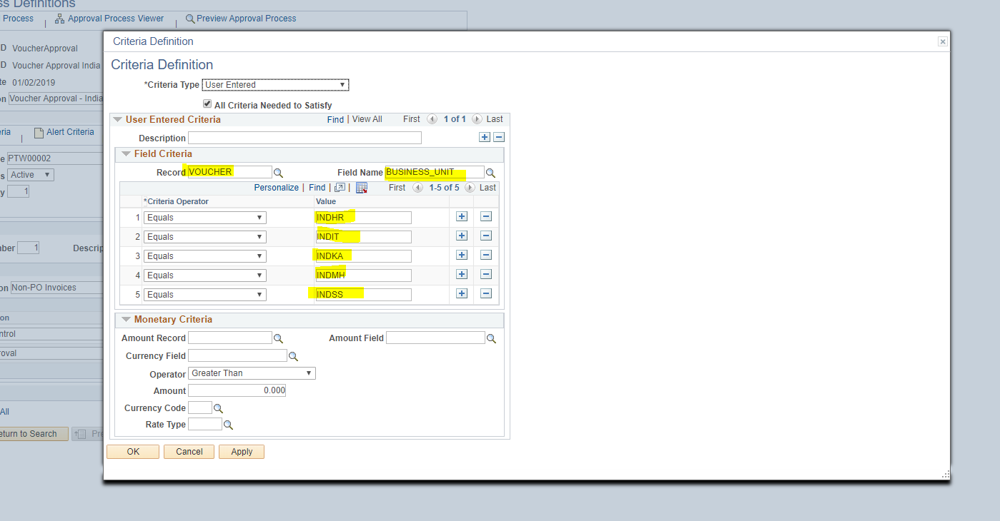 ss Definitions
Process | Approval Process Viewer | Preview Approval Process
D VoucherApproval
D Voucher Approval India
te 01/02/2019
on Voucher Approval - India
eria | Alert Criteria
e PTW00002
s Active
y 1
mber 1 Descrip
on Non-PO Invoices
on
ntrol
roval
All
eturn to Search Pre
Criteria Definition
Criteria Definition
*Criteria Type User Entered
All Criteria Needed to Satisfy
User Entered Criteria Find | View All First 1 of 1 Last
Description
Field Criteria
Record VOUCHER Field Name BUSINESS_UNIT
Personalize | Find | | First 1-5 of 5 Last
*Criteria Operator Value
1 Equals INDHR
2 Equals INDIT
3 Equals INDKA
4 Equals INDMH
5 Equals INDSS
Monetary Criteria
Amount Record Amount Field
Currency Field
Operator Greater Than
Amount 0.000
Currency Code
Rate Type
OK Cancel Apply